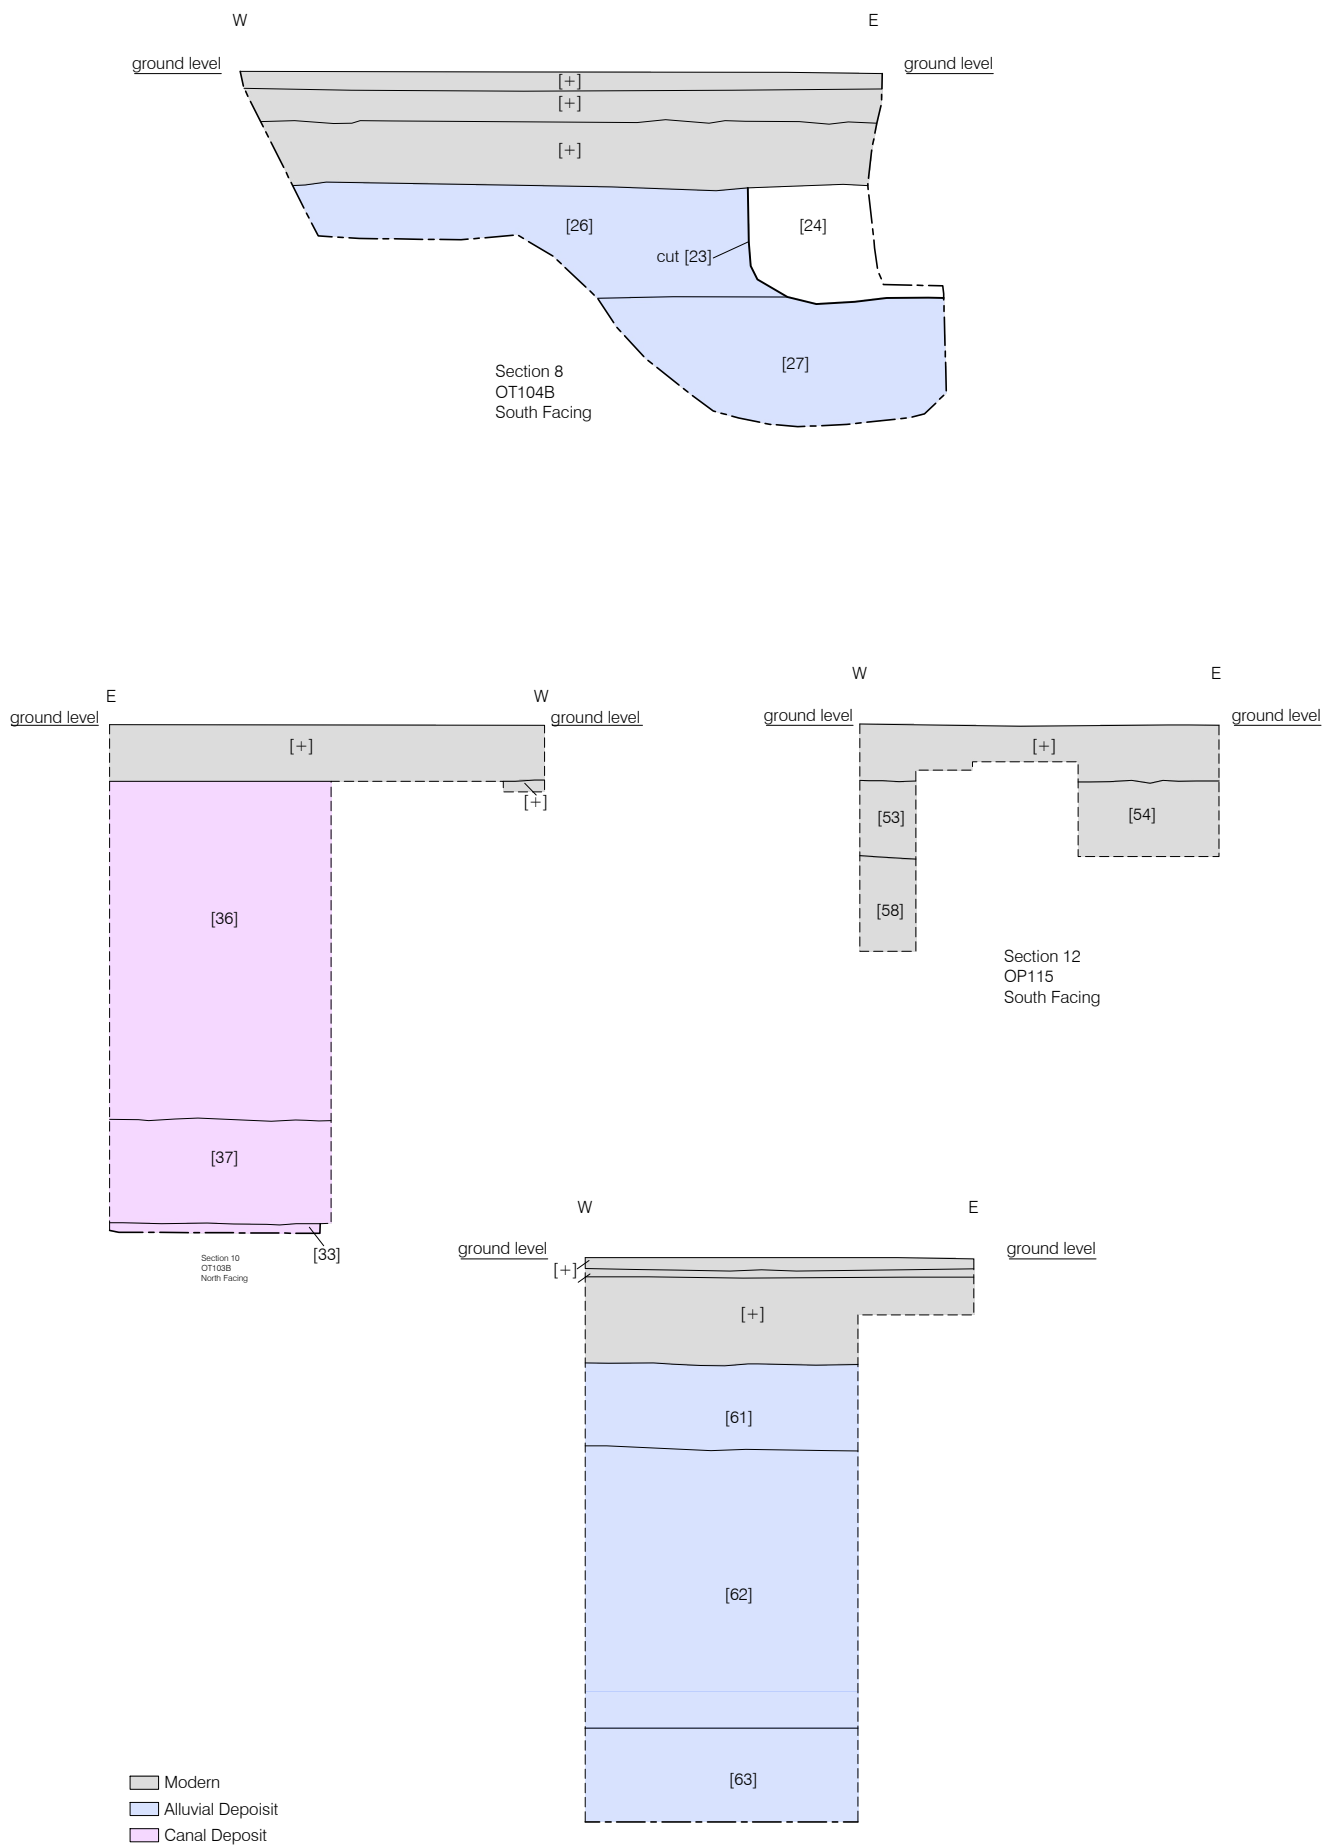 W
E
ground level
ground level
[+]
[+]
[+]
[26]
[24]
cut [23]
[27]
Section 8
OT104B
South Facing
E
W
ground level
ground level
[+]
[+]
[36]
[37]
[33]
Section 10
OT103B
North Facing
W
E
ground level
ground level
[+]
[53]
[54]
[58]
Section 12
OP115
South Facing
W
E
ground level
ground level
[+]
[+]
[61]
[62]
[63]
Modern
Alluvial Depoisit
Canal Deposit